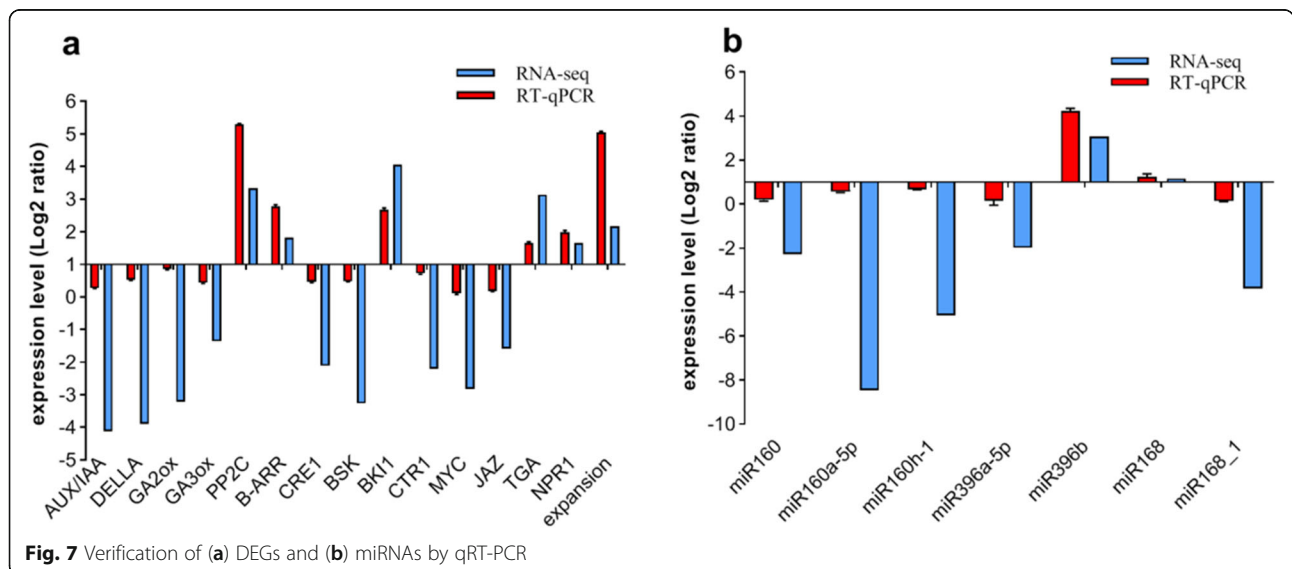 a
RNA-seq
RT-qPCR
expression level (Log2 ratio)
6
5
4
3
2
1
0
-1
-2
-3
-4
-5
AUX/IAA
DELLA
GA2ox
GA3ox
PP2C
B-ARR
CRE1
BSK
BKI1
CTR1
MYC
JAZ
TGA
NPR1
expansion
b
RNA-seq
RT-qPCR
expression level (Log2 ratio)
6
4
2
0
-2
-4
-6
-8
-10
miR160
miR160a-5p
miR160h-1
miR396a-5p
miR396b
miR168
miR168_1
Fig. 7 Verification of (a) DEGs and (b) miRNAs by qRT-PCR